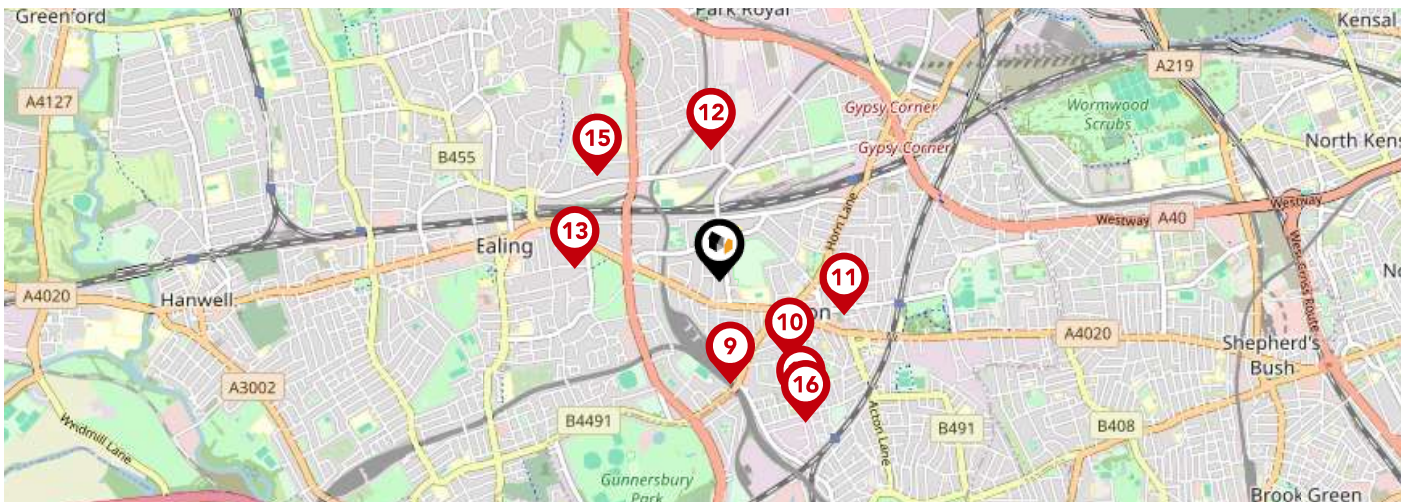 Greenford
Park Royal
Kensal
A219
A4127
12
Gypsy Corner
Wormwood
Scrubs
15
North Kens
B455
Gypsy Corner
Westway
Horn Lane
Westway
A40
13
Ealing
West Cross Route
No
11
A4020
Hanwell
on
10
A4020
9
Shepherd's
Bush
16
A3002
B4491
Acton Lane
B491
B408
Windmill Lane
Gunnersbury
Park
Brook Green